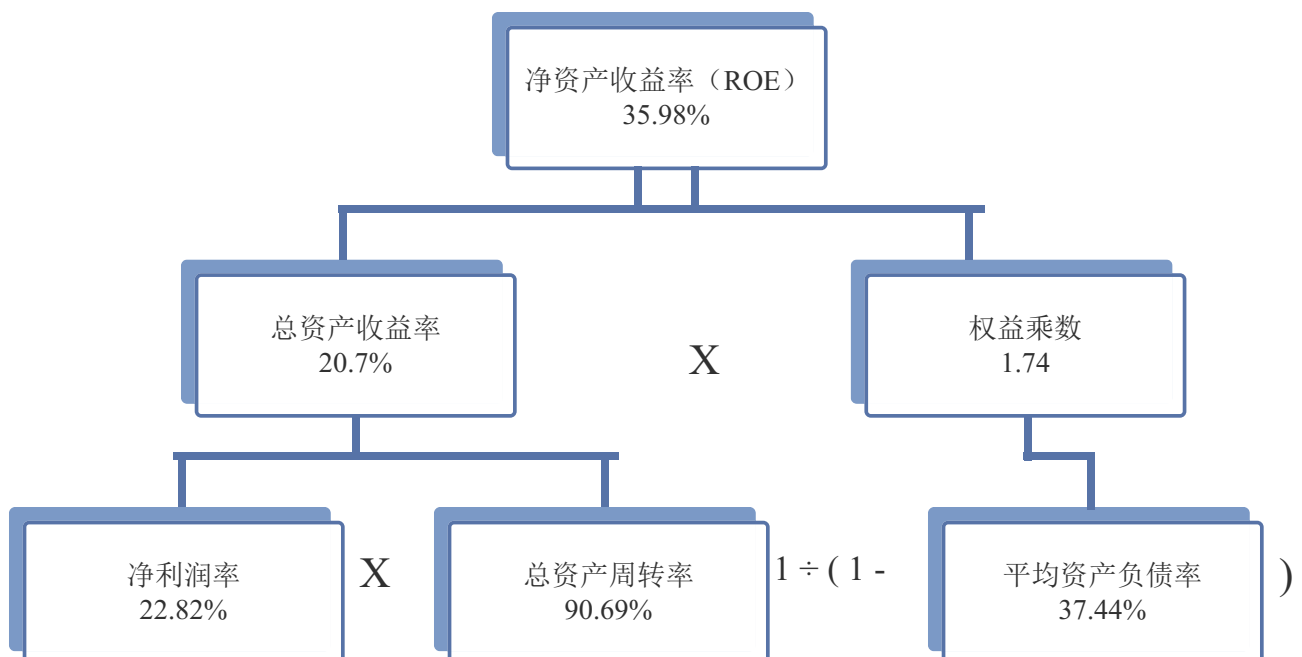 净资产收益率（ROE）
35.98%
总资产收益率
20.7%
X
权益乘数
1.74
净利润率
22.82%
X
总资产周转率
90.69%
1 ÷ ( 1 -
平均资产负债率
37.44%
)